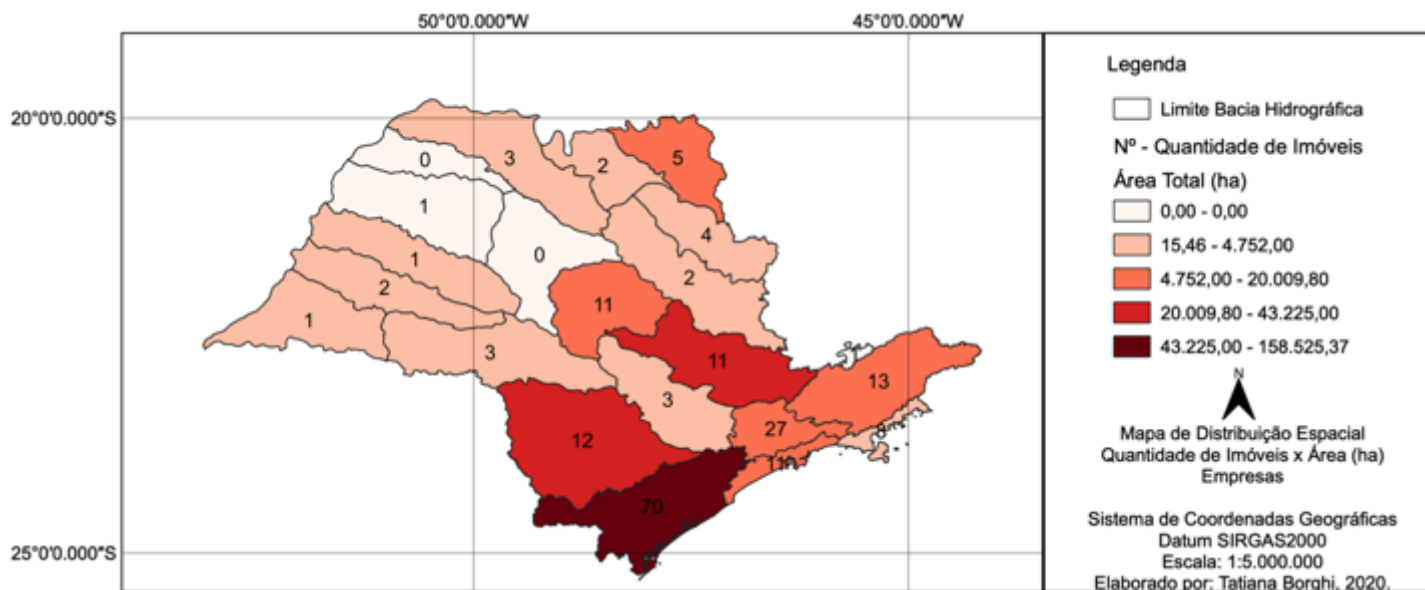 50°0'0.000"W
45°0'0.000"W
20°0'0.000"S
25°0'0.000"S
0
3
2
5
1
4
0
1
2
2
11
1
3
11
13
3
27
12
11
70
Legenda
Limite Bacia Hidrográfica
Nº - Quantidade de Imóveis
Área Total (ha)
0,00 - 0,00
15,46 - 4.752,00
4.752,00 - 20.009,80
20.009,80 - 43.225,00
43.225,00 - 158.525,37
N
Mapa de Distribuição Espacial
Quantidade de Imóveis x Área (ha)
Empresas
Sistema de Coordenadas Geográficas
Datum SIRGAS2000
Escala: 1:5.000.000
Elaborado por: Tatiana Borghi, 2020.